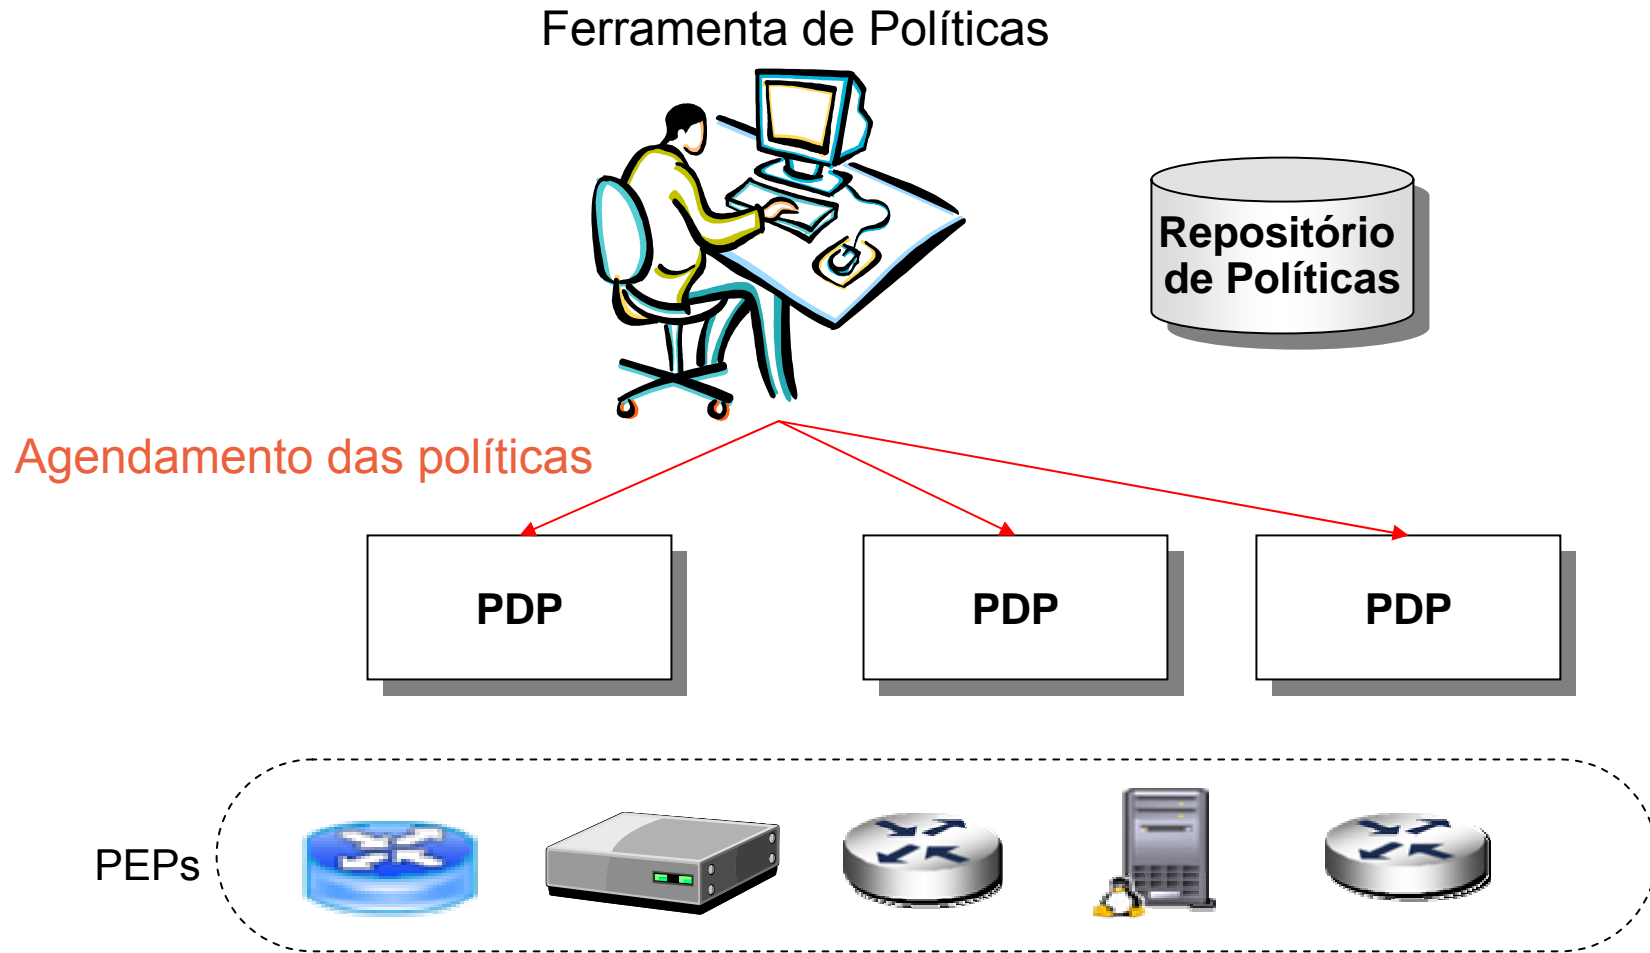 Ferramenta de Políticas
Repositório
de Políticas
Agendamento das políticas
PDP
PDP
PDP
PEPs